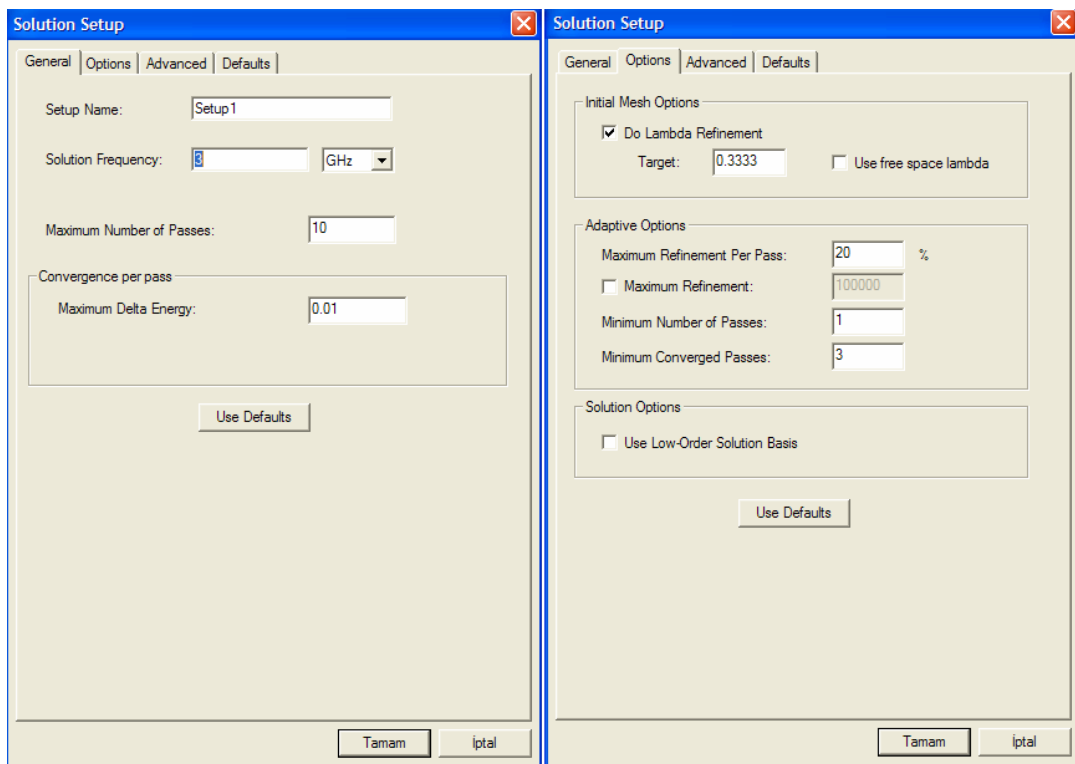 Solution Setup
General Options Advanced Defaults
Setup Name: Setup1
Solution Frequency: 3 GHz
Maximum Number of Passes: 10
Convergence per pass
Maximum Delta Energy: 0.01
Use Defaults
Tamam İptal
Solution Setup
General Options Advanced Defaults
Initial Mesh Options
Do Lambda Refinement
Target: 0.3333 Use free space lambda
Adaptive Options
Maximum Refinement Per Pass: 20 %
Maximum Refinement: 100000
Minimum Number of Passes: 1
Minimum Converged Passes: 3
Solution Options
Use Low-Order Solution Basis
Use Defaults
Tamam İptal